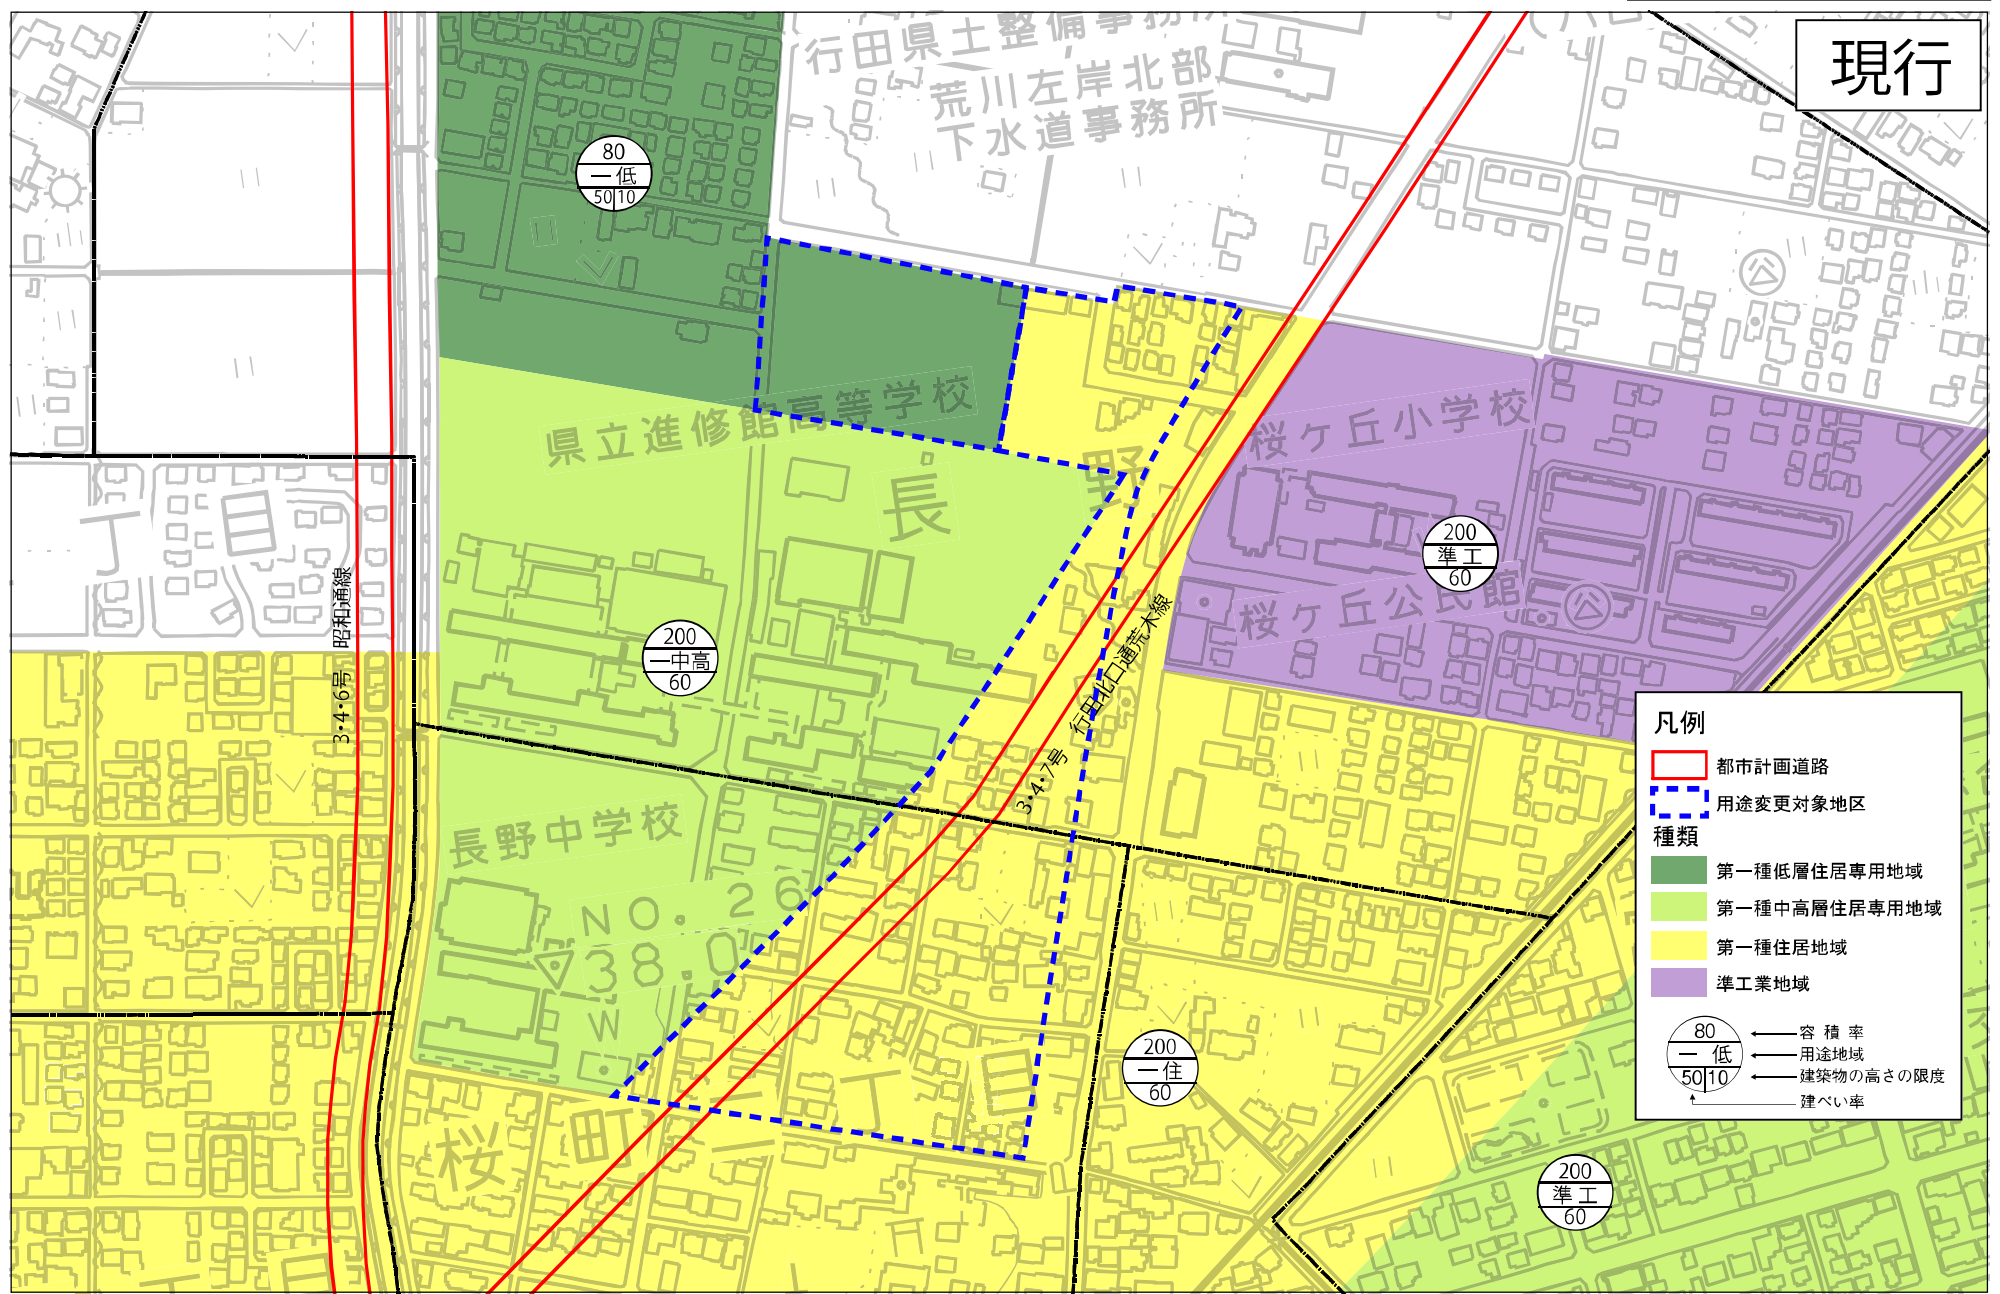 現行
行田県土整備事務所
荒川左岸北部
下水道事務所
80
一低
50 10
県立進修館高等学校
長野
桜ケ丘小学校
200
準工
60
桜ケ丘公民館
丁目
3・4・6号 昭和通線
200
一中高
60
3・4・7号 行田北口通荒木線
長野中学校
NO. 26
38.0
W
200
一住
60
桜町一丁目
200
準工
60
凡例
都市計画道路
用途変更対象地区
種類
第一種低層住居専用地域
第一種中高層住居専用地域
第一種住居地域
準工業地域
80
一 低
50 10
容積率
用途地域
建築物の高さの限度
建ぺい率